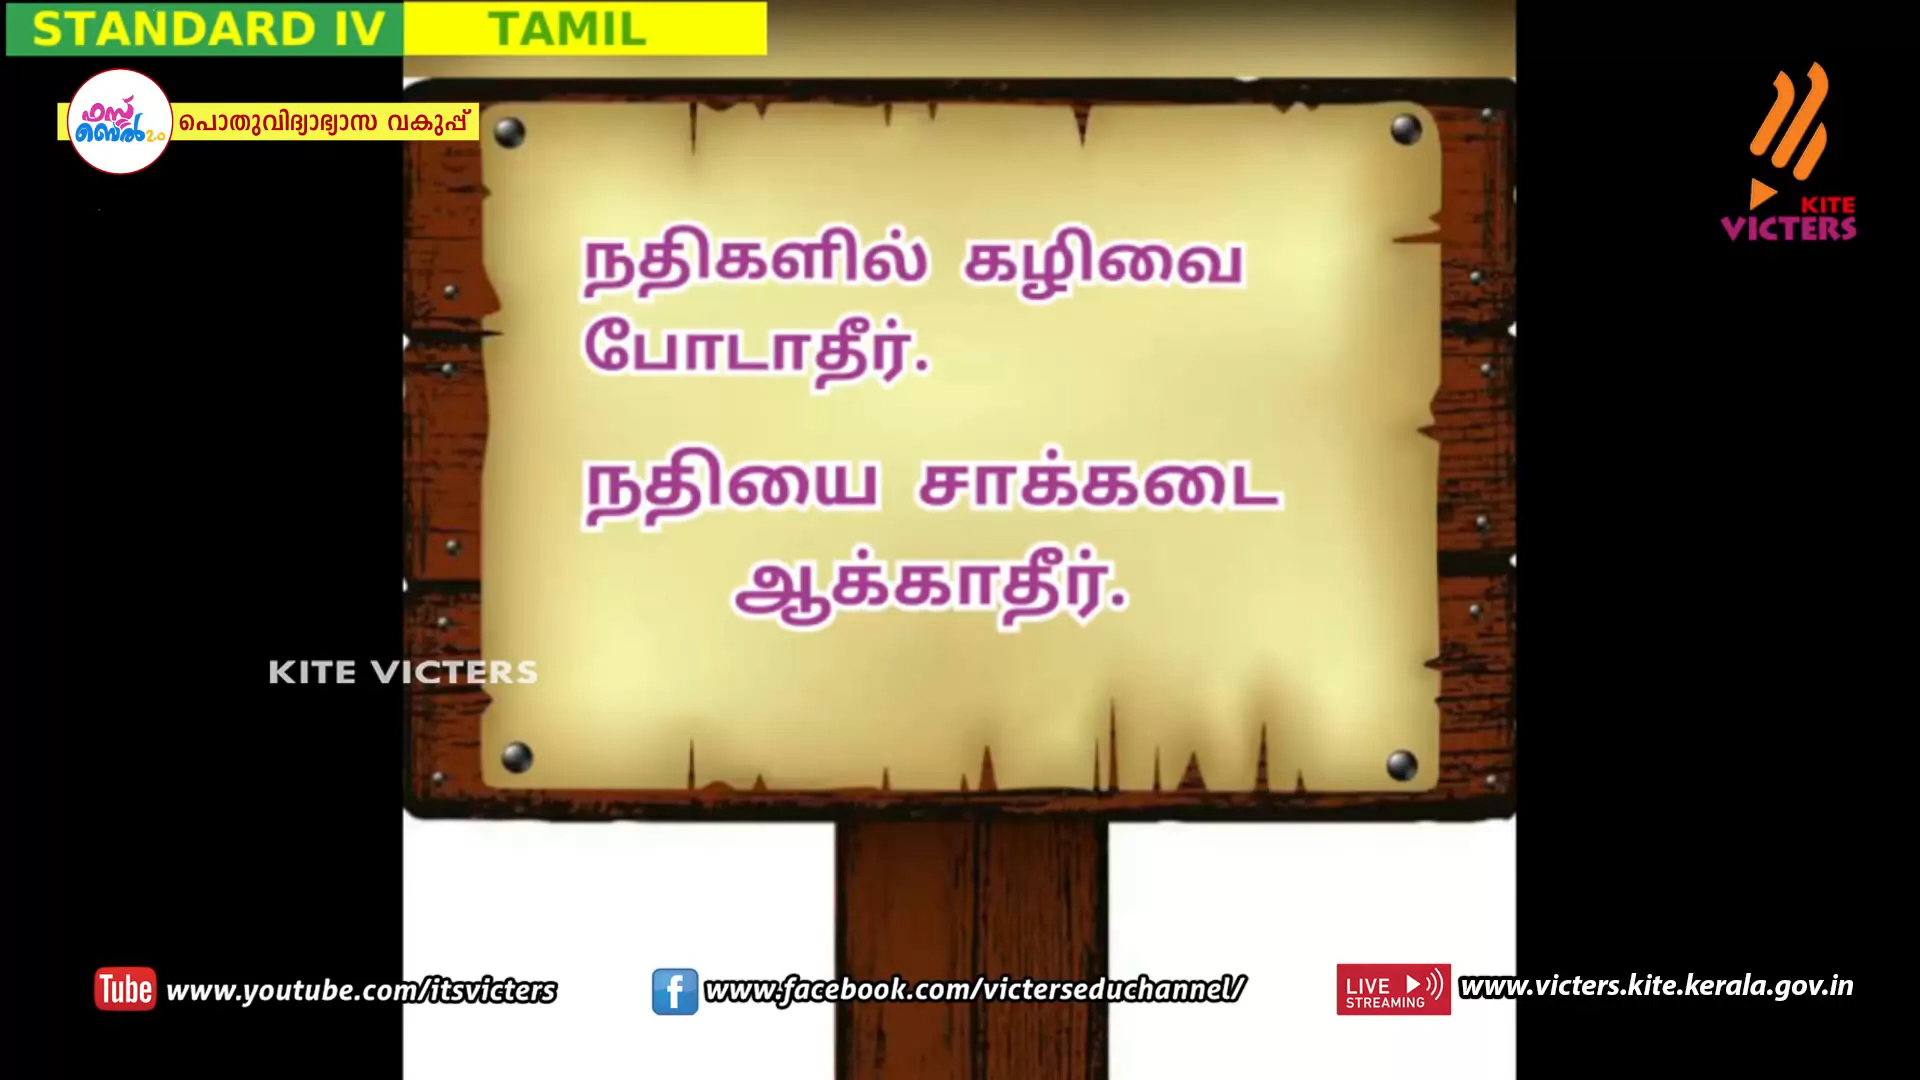 STANDARD IV TAMIL
ഫസ്റ്റ്
ബെൽ 2.0
പൊതുവിദ്യാഭ്യാസ വകുപ്പ്
KITE
VICTERS
நதிகளில் கழிவை
போடாதீர்.
நதியை சாக்கடை
ஆக்காதீர்.
KITE VICTERS
Tube www.youtube.com/itsvicters
f www.facebook.com/victerseduchannel/
LIVE
STREAMING
www.victers.kite.kerala.gov.in